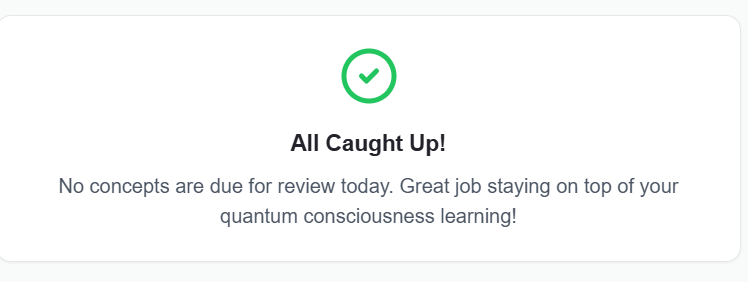 All Caught Up!
No concepts are due for review today. Great job staying on top of your
quantum consciousness learning!